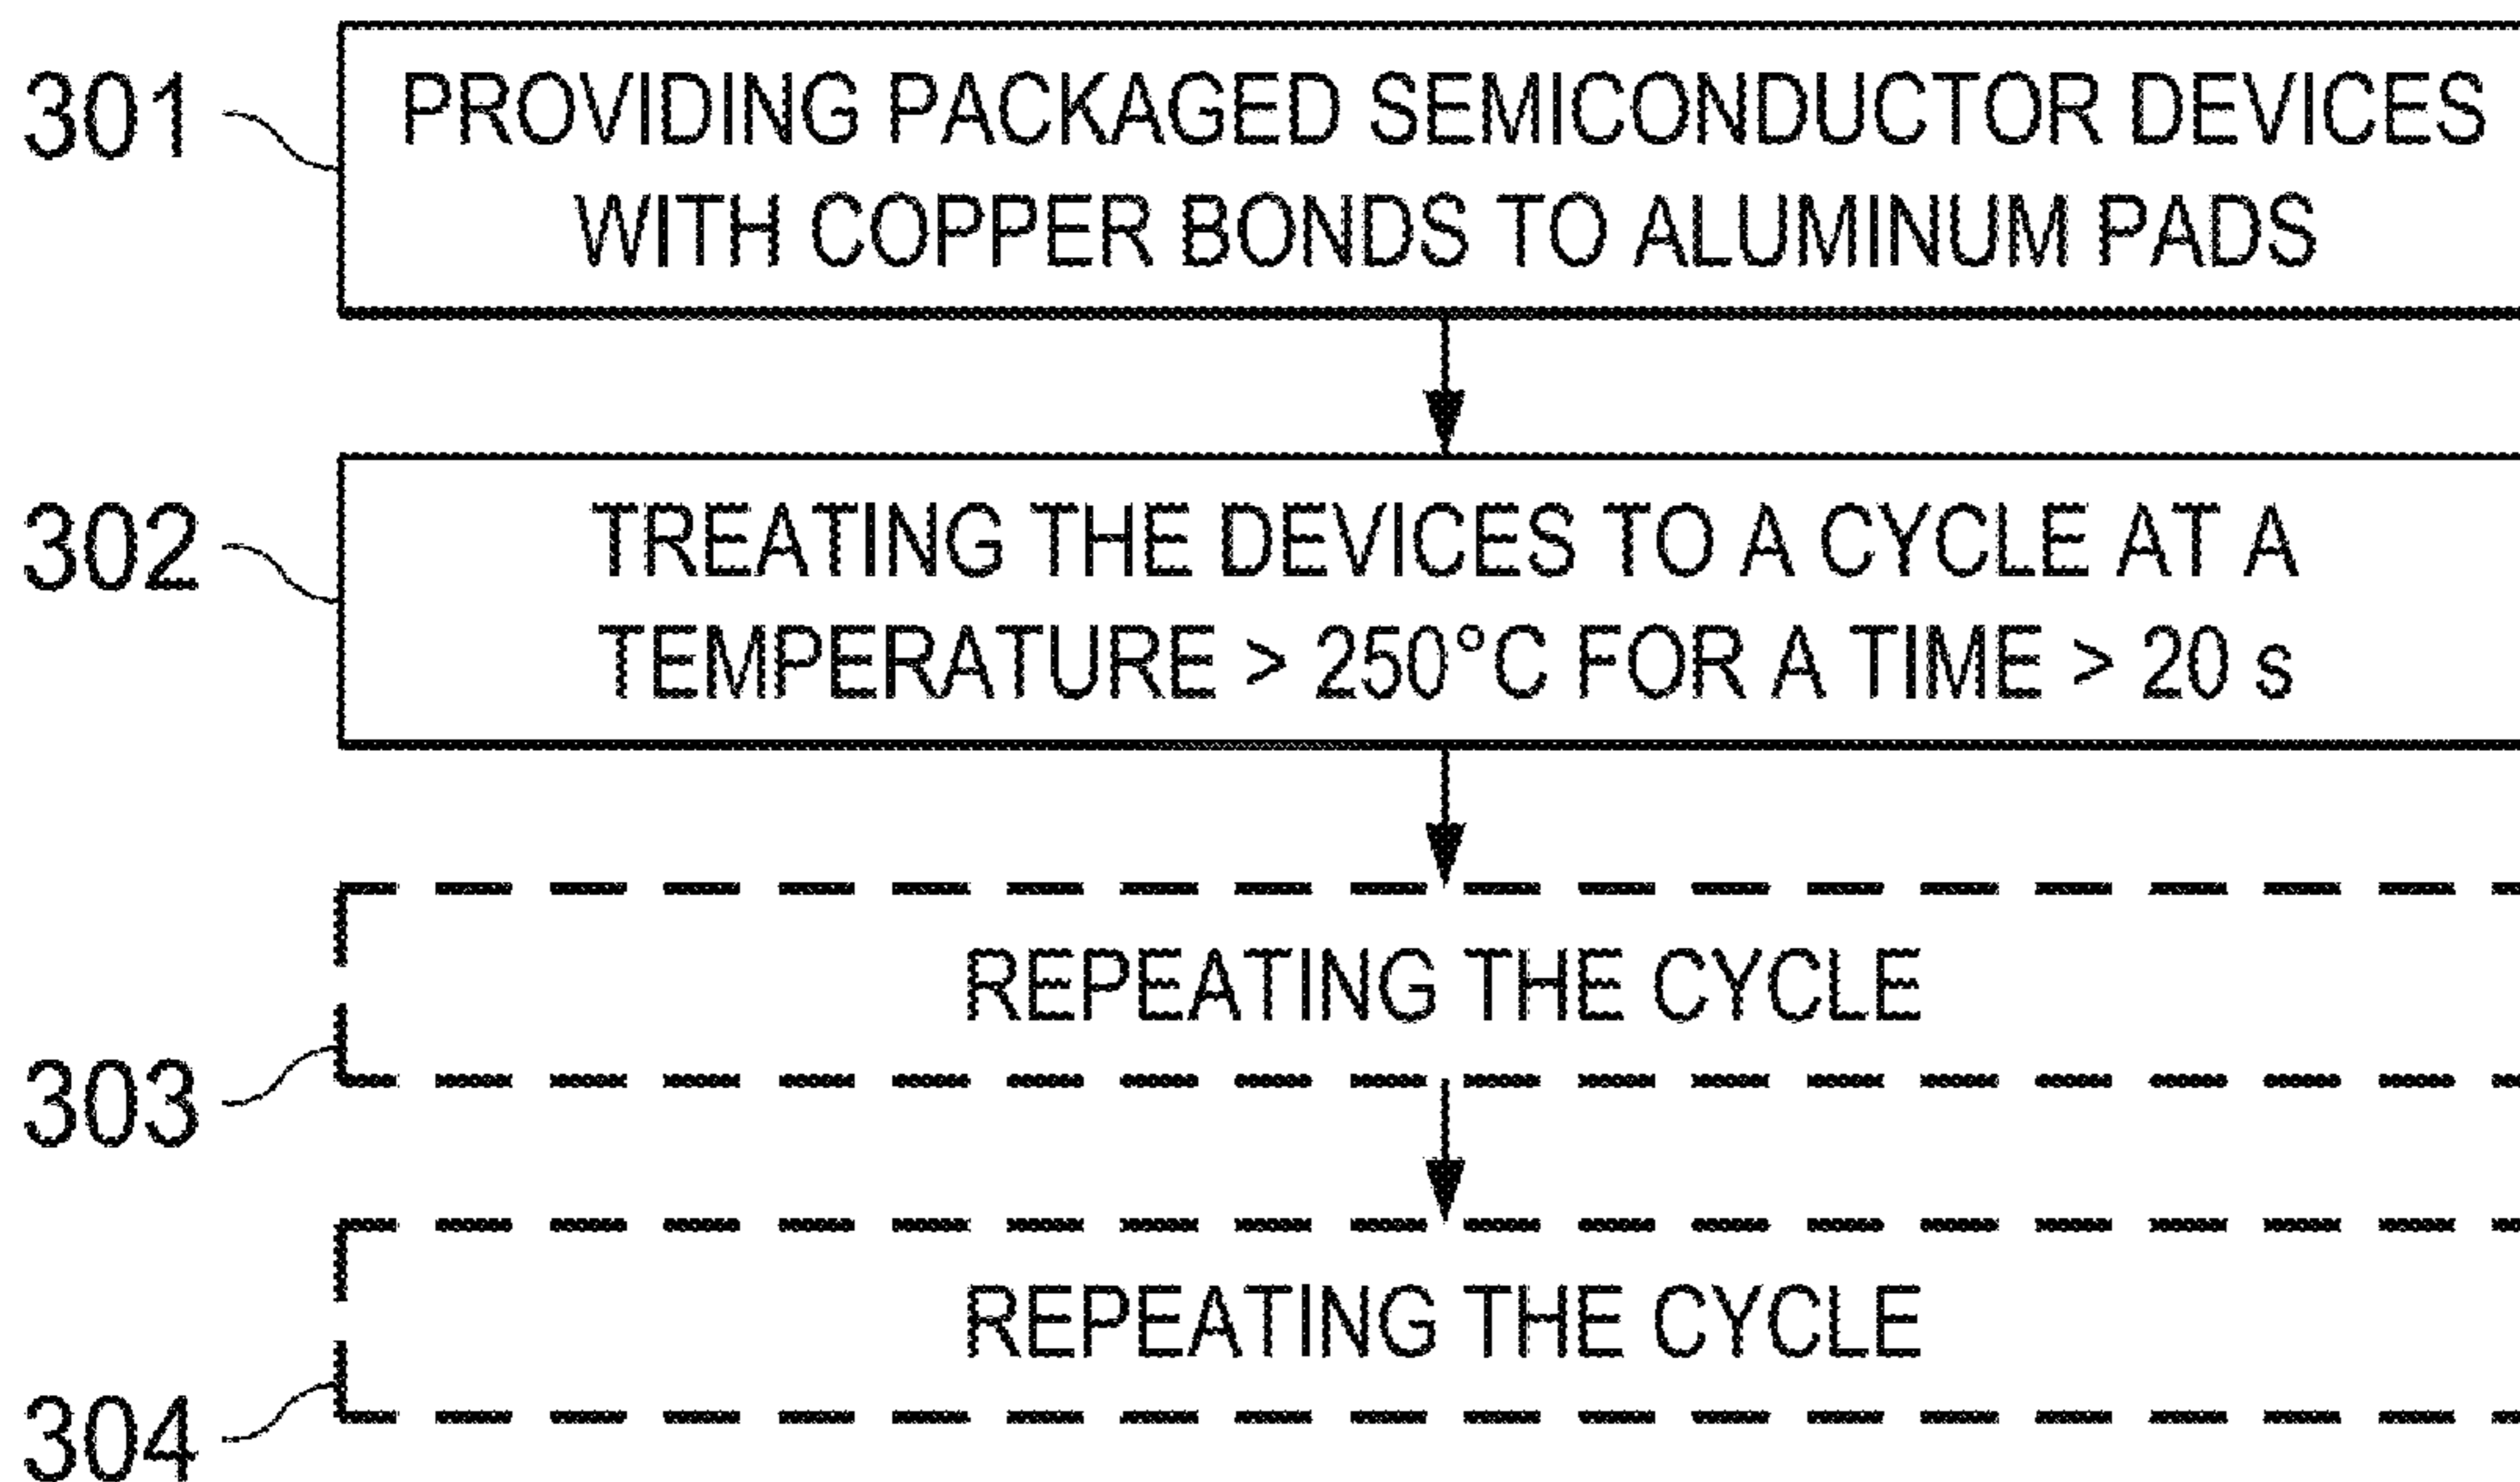 301
PROVIDING PACKAGED SEMICONDUCTOR DEVICES
WITH COPPER BONDS TO ALUMINUM PADS
302
TREATING THE DEVICES TO A CYCLE AT A
TEMPERATURE > 250°C FOR A TIME > 20 s
303
REPEATING THE CYCLE
304
REPEATING THE CYCLE